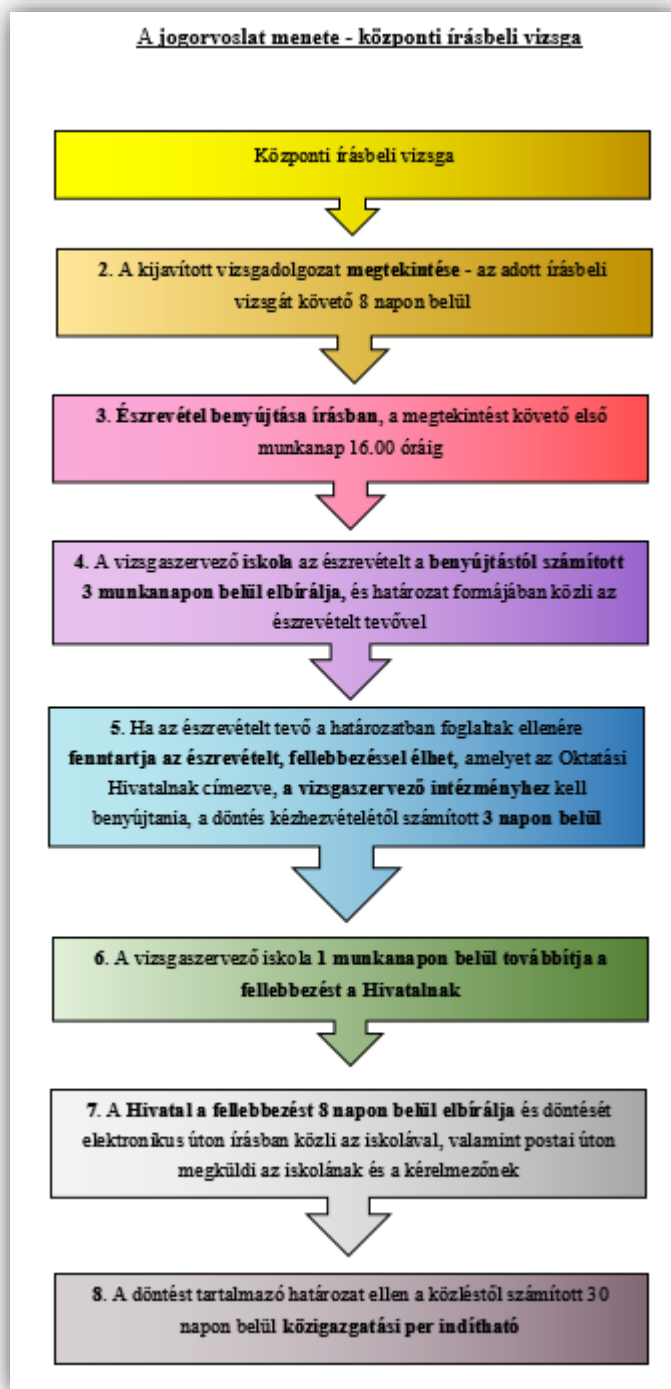 A jogorvoslat menete - központi írásbeli vizsga
Központi írásbeli vizsga
2. A kijavított vizsgadolgozat megtekintése - az adott írásbeli
vizsgát követő 8 napon belül
3. Észrevétel benyújtása írásban, a megtekintést követő első
munkanap 16.00 óráig
4. A vizsgaszervező iskola az észrevételt a benyújtástól számított
3 munkanapon belül elbírálja, és határozat formájában közli az
észrevételt tevővel
5. Ha az észrevételt tevő a határozatban foglaltak ellenére
fenntartja az észrevételt, fellebbezéssel élhet, amelyet az Oktatási
Hivatalnak címezve, a vizsgaszervező intézményhez kell
benyújtania, a döntés kézhezvételétől számított 3 napon belül
6. A vizsgaszervező iskola 1 munkanapon belül továbbítja a
fellebbezést a Hivatalnak
7. A Hivatal a fellebbezést 8 napon belül elbírálja és döntését
elektronikus úton írásban közli az iskolával, valamint postai úton
megküldi az iskolának és a kérelmezőnek
8. A döntést tartalmazó határozat ellen a közléstől számított 30
napon belül közigazgatási per indítható